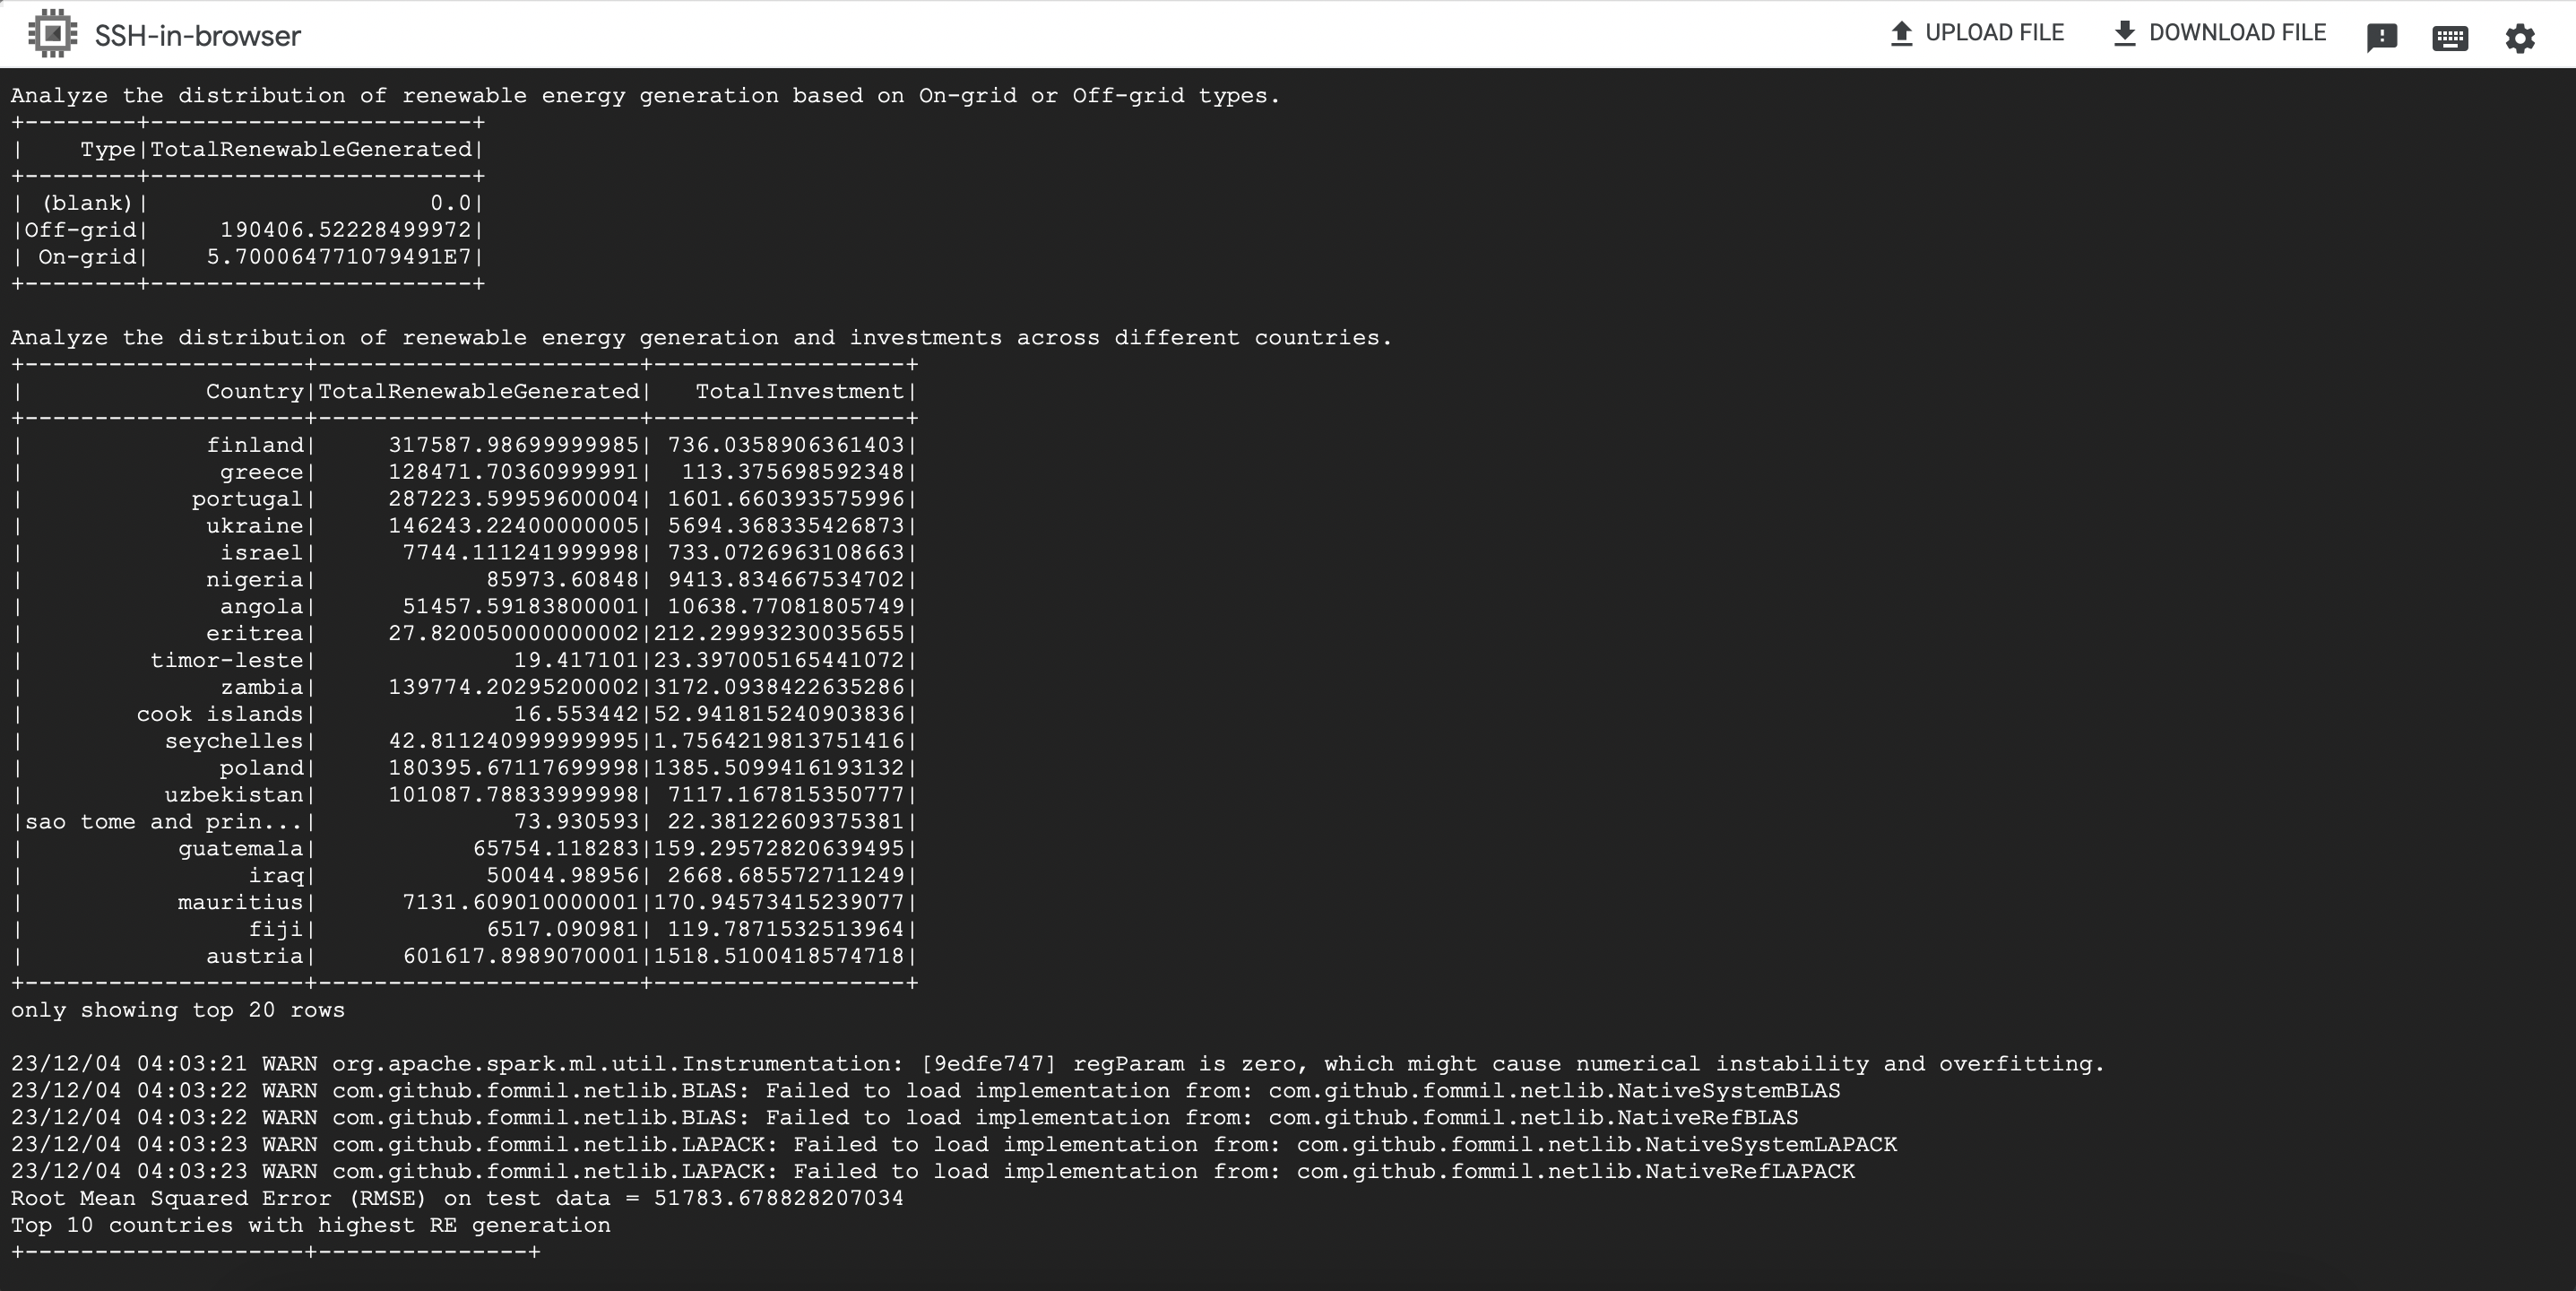 SSH-in-browser UPLOAD FILE DOWNLOAD FILE
Analyze the distribution of renewable energy generation based on On-grid or Off-grid types.
+--------+-----------------------+
|    Type|TotalRenewableGenerated|
+--------+-----------------------+
| (blank)|                    0.0|
|Off-grid|     190406.52228499972|
| On-grid|    5.700064771079491E7|
+--------+-----------------------+
Analyze the distribution of renewable energy generation and investments across different countries.
+--------------------+-----------------------+------------------+
|             Country|TotalRenewableGenerated|   TotalInvestment|
+--------------------+-----------------------+------------------+
|             finland|     317587.98699999985| 736.0358906361403|
|              greece|     128471.70360999991|  113.375698592348|
|            portugal|     287223.59959600004| 1601.660393575996|
|             ukraine|     146243.22400000005| 5694.368335426873|
|              israel|      7744.111241999998| 733.0726963108663|
|             nigeria|            85973.60848| 9413.834667534702|
|              angola|      51457.59183800001| 10638.77081805749|
|             eritrea|     27.820050000000002|212.29993230035655|
|         timor-leste|              19.417101|23.397005165441072|
|              zambia|     139774.20295200002|3172.0938422635286|
|        cook islands|              16.553442|52.941815240903836|
|          seychelles|     42.811240999999995|1.7564219813751416|
|              poland|     180395.67117699998|1385.5099416193132|
|          uzbekistan|     101087.78833999998| 7117.167815350777|
|sao tome and prin...|              73.930593| 22.38122609375381|
|           guatemala|           65754.118283|159.29572820639495|
|                iraq|            50044.98956| 2668.685572711249|
|           mauritius|      7131.609010000001|170.94573415239077|
|                fiji|            6517.090981| 119.7871532513964|
|             austria|      601617.8989070001|1518.5100418574718|
+--------------------+-----------------------+------------------+
only showing top 20 rows
23/12/04 04:03:21 WARN org.apache.spark.ml.util.Instrumentation: [9edfe747] regParam is zero, which might cause numerical instability and overfitting.
23/12/04 04:03:22 WARN com.github.fommil.netlib.BLAS: Failed to load implementation from: com.github.fommil.netlib.NativeSystemBLAS
23/12/04 04:03:22 WARN com.github.fommil.netlib.BLAS: Failed to load implementation from: com.github.fommil.netlib.NativeRefBLAS
23/12/04 04:03:23 WARN com.github.fommil.netlib.LAPACK: Failed to load implementation from: com.github.fommil.netlib.NativeSystemLAPACK
23/12/04 04:03:23 WARN com.github.fommil.netlib.LAPACK: Failed to load implementation from: com.github.fommil.netlib.NativeRefLAPACK
Root Mean Squared Error (RMSE) on test data = 51783.678828207034
Top 10 countries with highest RE generation
+--------------------+---------------+